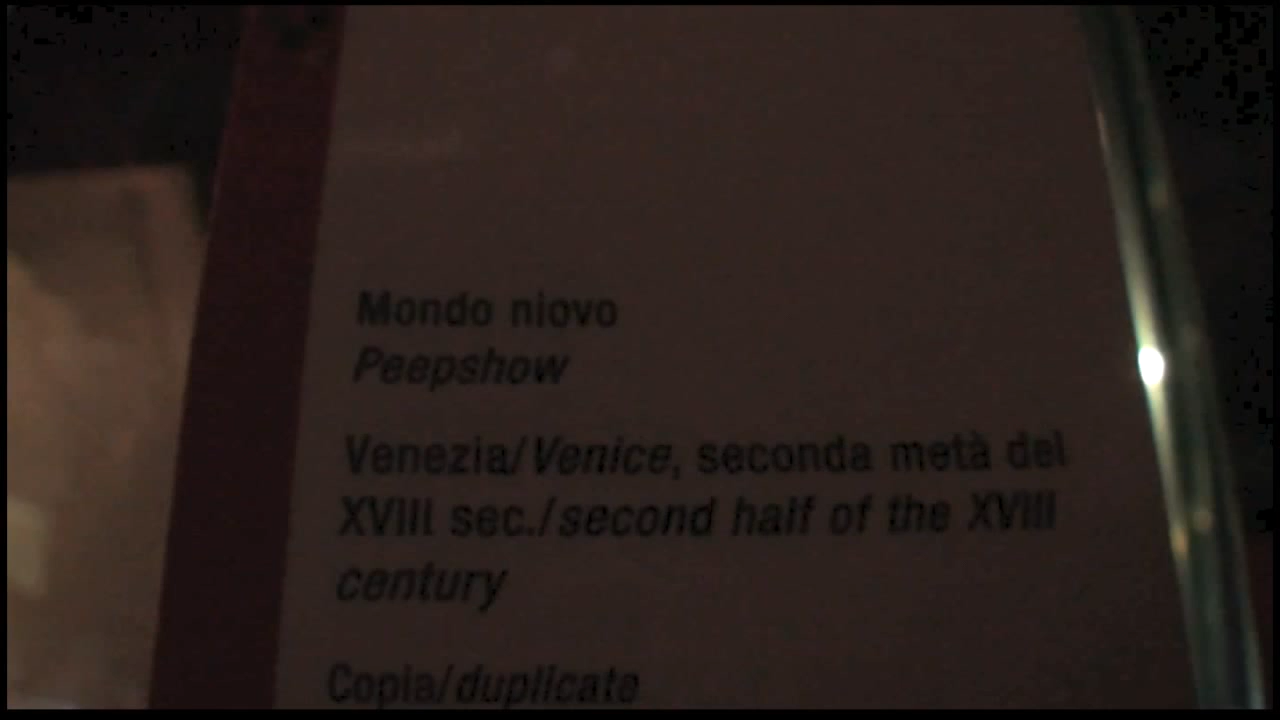 Mondo niovo
Peepshow
Venezia/Venice, seconda metà del
XVIII sec./second half of the XVIII
century
Copia/duplicate